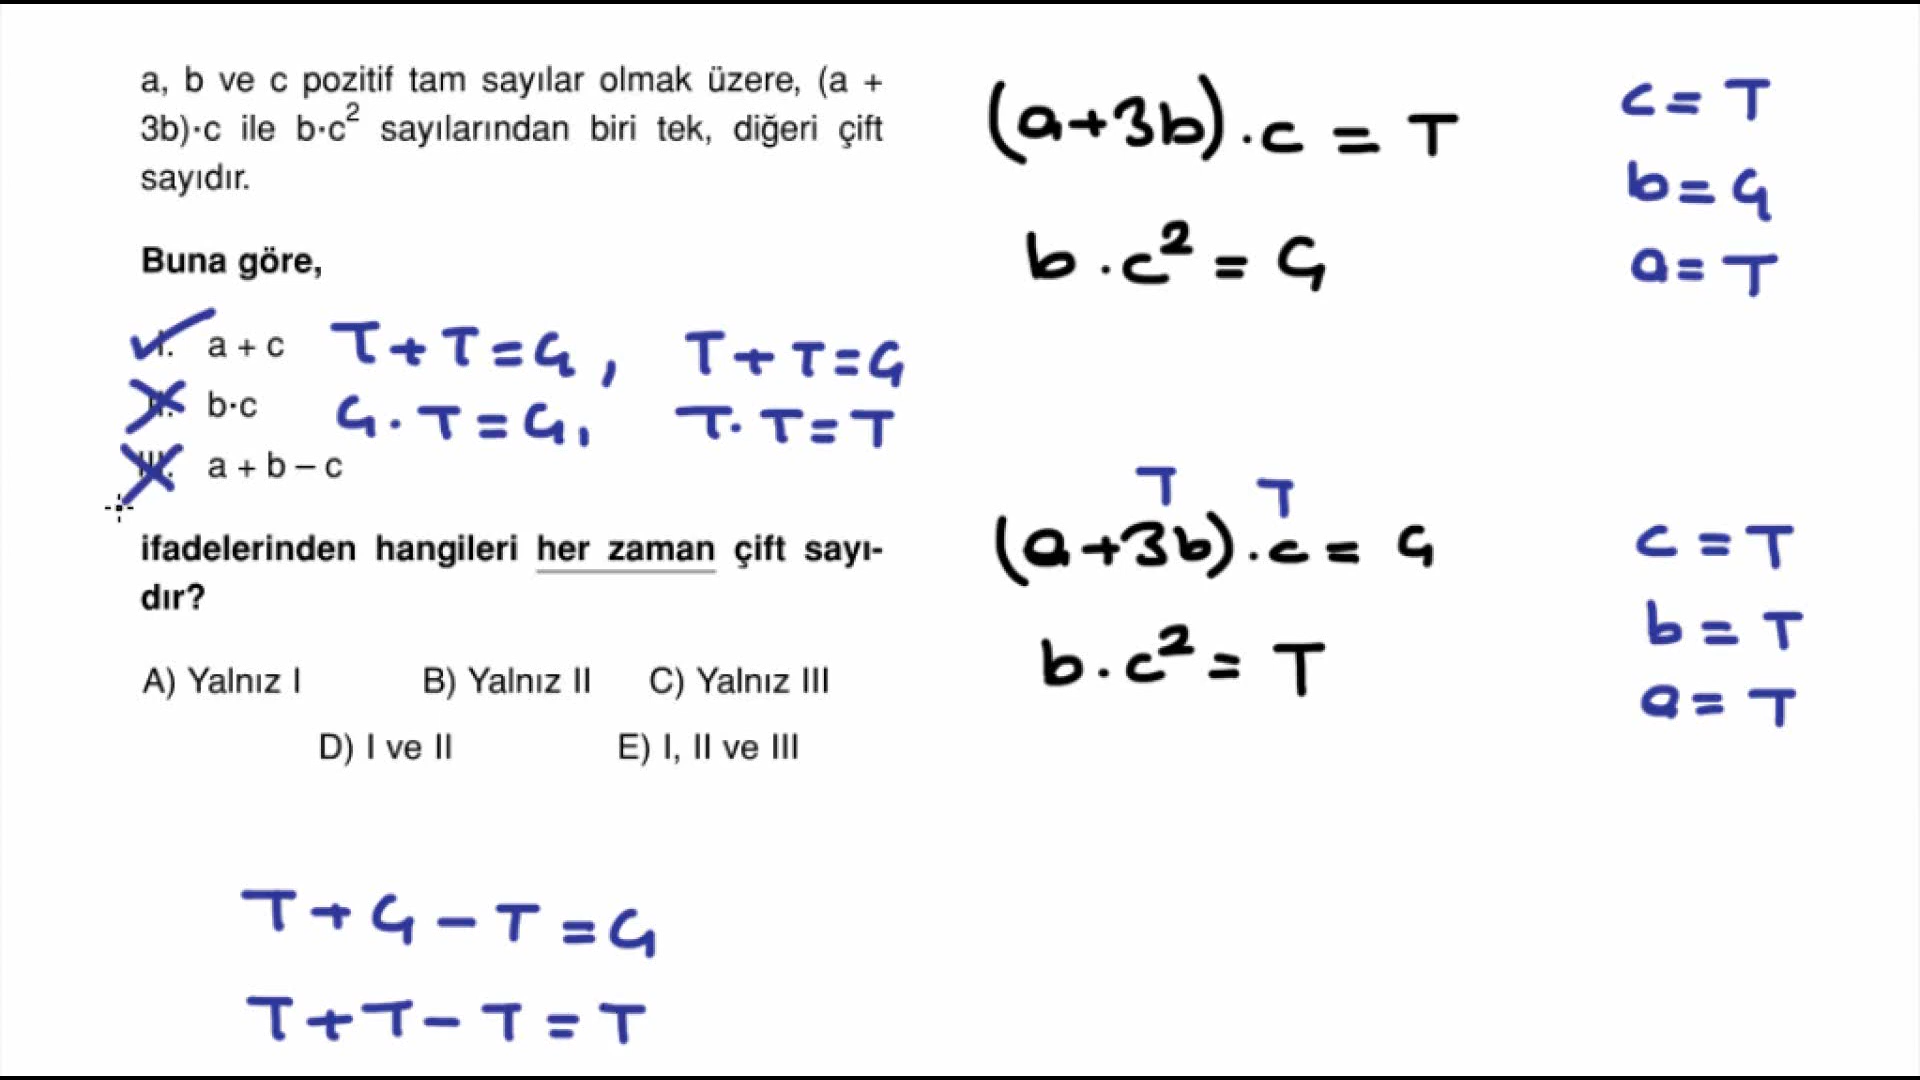 a, b ve c pozitif tam sayılar olmak üzere, (a +
3b)·c ile b·c² sayılarından biri tek, diğeri çift
sayıdır.
Buna göre,
I. a + c T + T = Ç, T + T = Ç
II. b·c Ç · T = Ç, T · T = T
III. a + b – c
ifadelerinden hangileri her zaman çift sayı-
dır?
A) Yalnız I B) Yalnız II C) Yalnız III
D) I ve II E) I, II ve III
T + Ç – T = Ç
T + T – T = T
(a+3b)·c = T
b·c² = Ç
c = T
b = Ç
a = T
T T
(a+3b)·c = Ç
b·c² = T
c = T
b = T
a = T